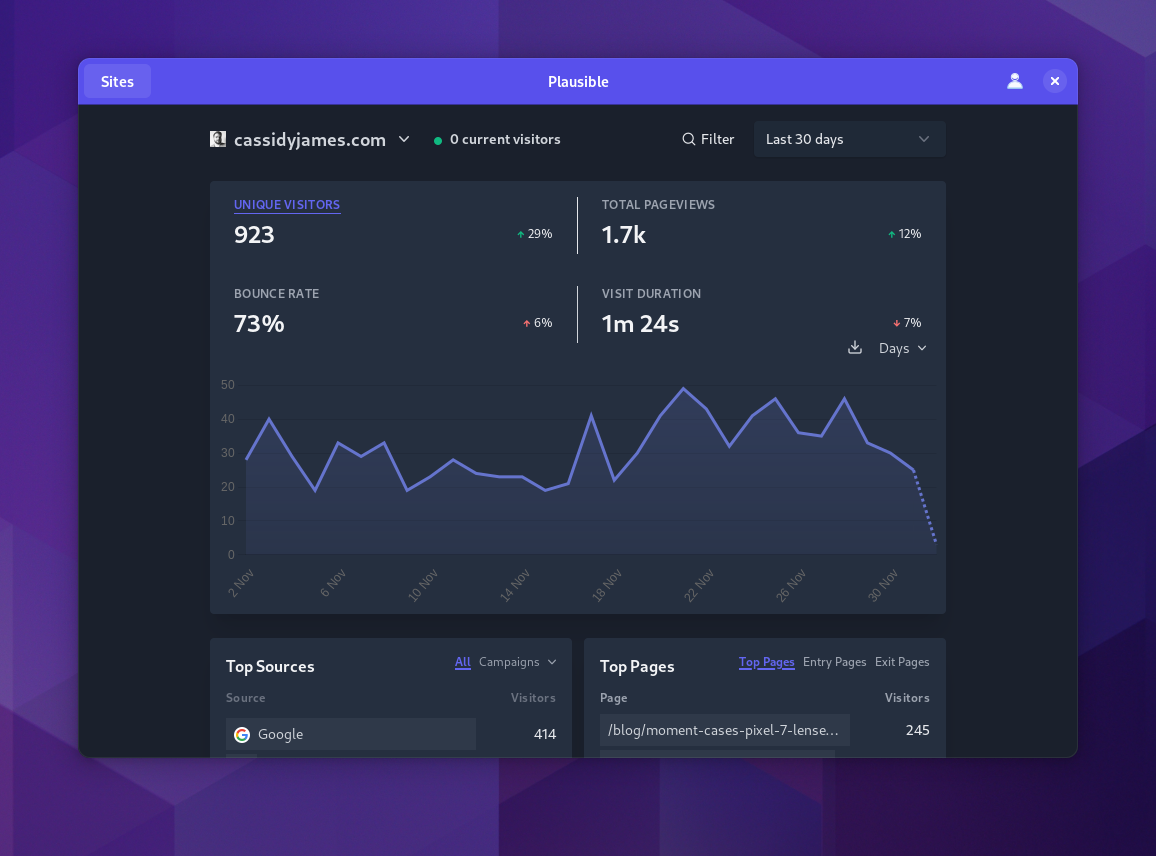 Sites Plausible
cassidyjames.com 0 current visitors Filter Last 30 days
UNIQUE VISITORS TOTAL PAGEVIEWS
923 29% 1.7k 12%
BOUNCE RATE VISIT DURATION
73% 6% 1m 24s 7%
Days
50
40
30
20
10
0
2 Nov 6 Nov 10 Nov 14 Nov 18 Nov 22 Nov 26 Nov 30 Nov
Top Sources All Campaigns
Source Visitors
Google 414
Top Pages Top Pages Entry Pages Exit Pages
Page Visitors
/blog/moment-cases-pixel-7-lense... 245